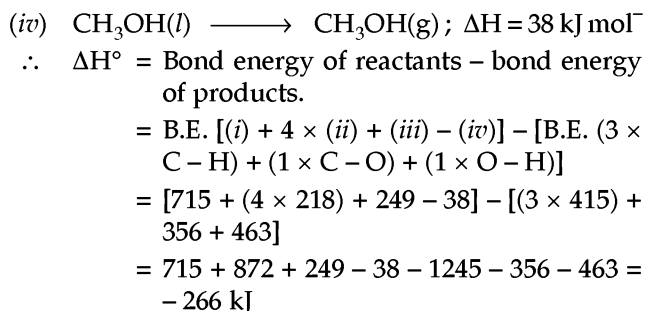 (iv) CH₃OH(l) ⟶ CH₃OH(g) ; ΔH = 38 kJ mol⁻
∴ ΔH° = Bond energy of reactants – bond energy
of products.
= B.E. [(i) + 4 × (ii) + (iii) – (iv)] – [B.E. (3 ×
C – H) + (1 × C – O) + (1 × O – H)]
= [715 + (4 × 218) + 249 – 38] – [(3 × 415) +
356 + 463]
= 715 + 872 + 249 – 38 – 1245 – 356 – 463 =
– 266 kJ